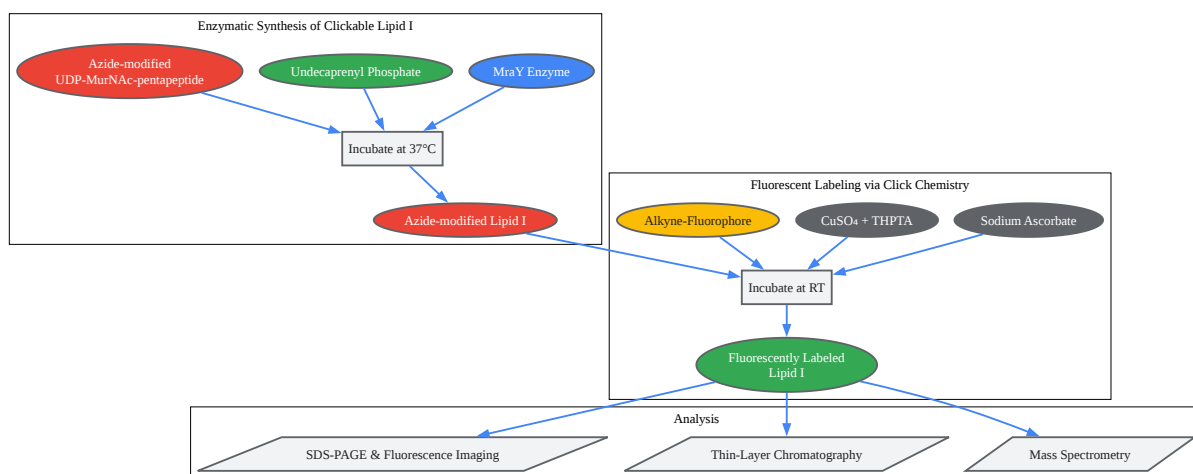 Enzymatic Synthesis of Clickable Lipid I
Azide-modified
UDP-MurNAc-pentapeptide
Undecaprenyl Phosphate
MraY Enzyme
Incubate at 37°C
Azide-modified Lipid I
Fluorescent Labeling via Click Chemistry
Alkyne-Fluorophore
CuSO₄ + THPTA
Sodium Ascorbate
Incubate at RT
Fluorescently Labeled
Lipid I
Analysis
SDS-PAGE & Fluorescence Imaging
Thin-Layer Chromatography
Mass Spectrometry